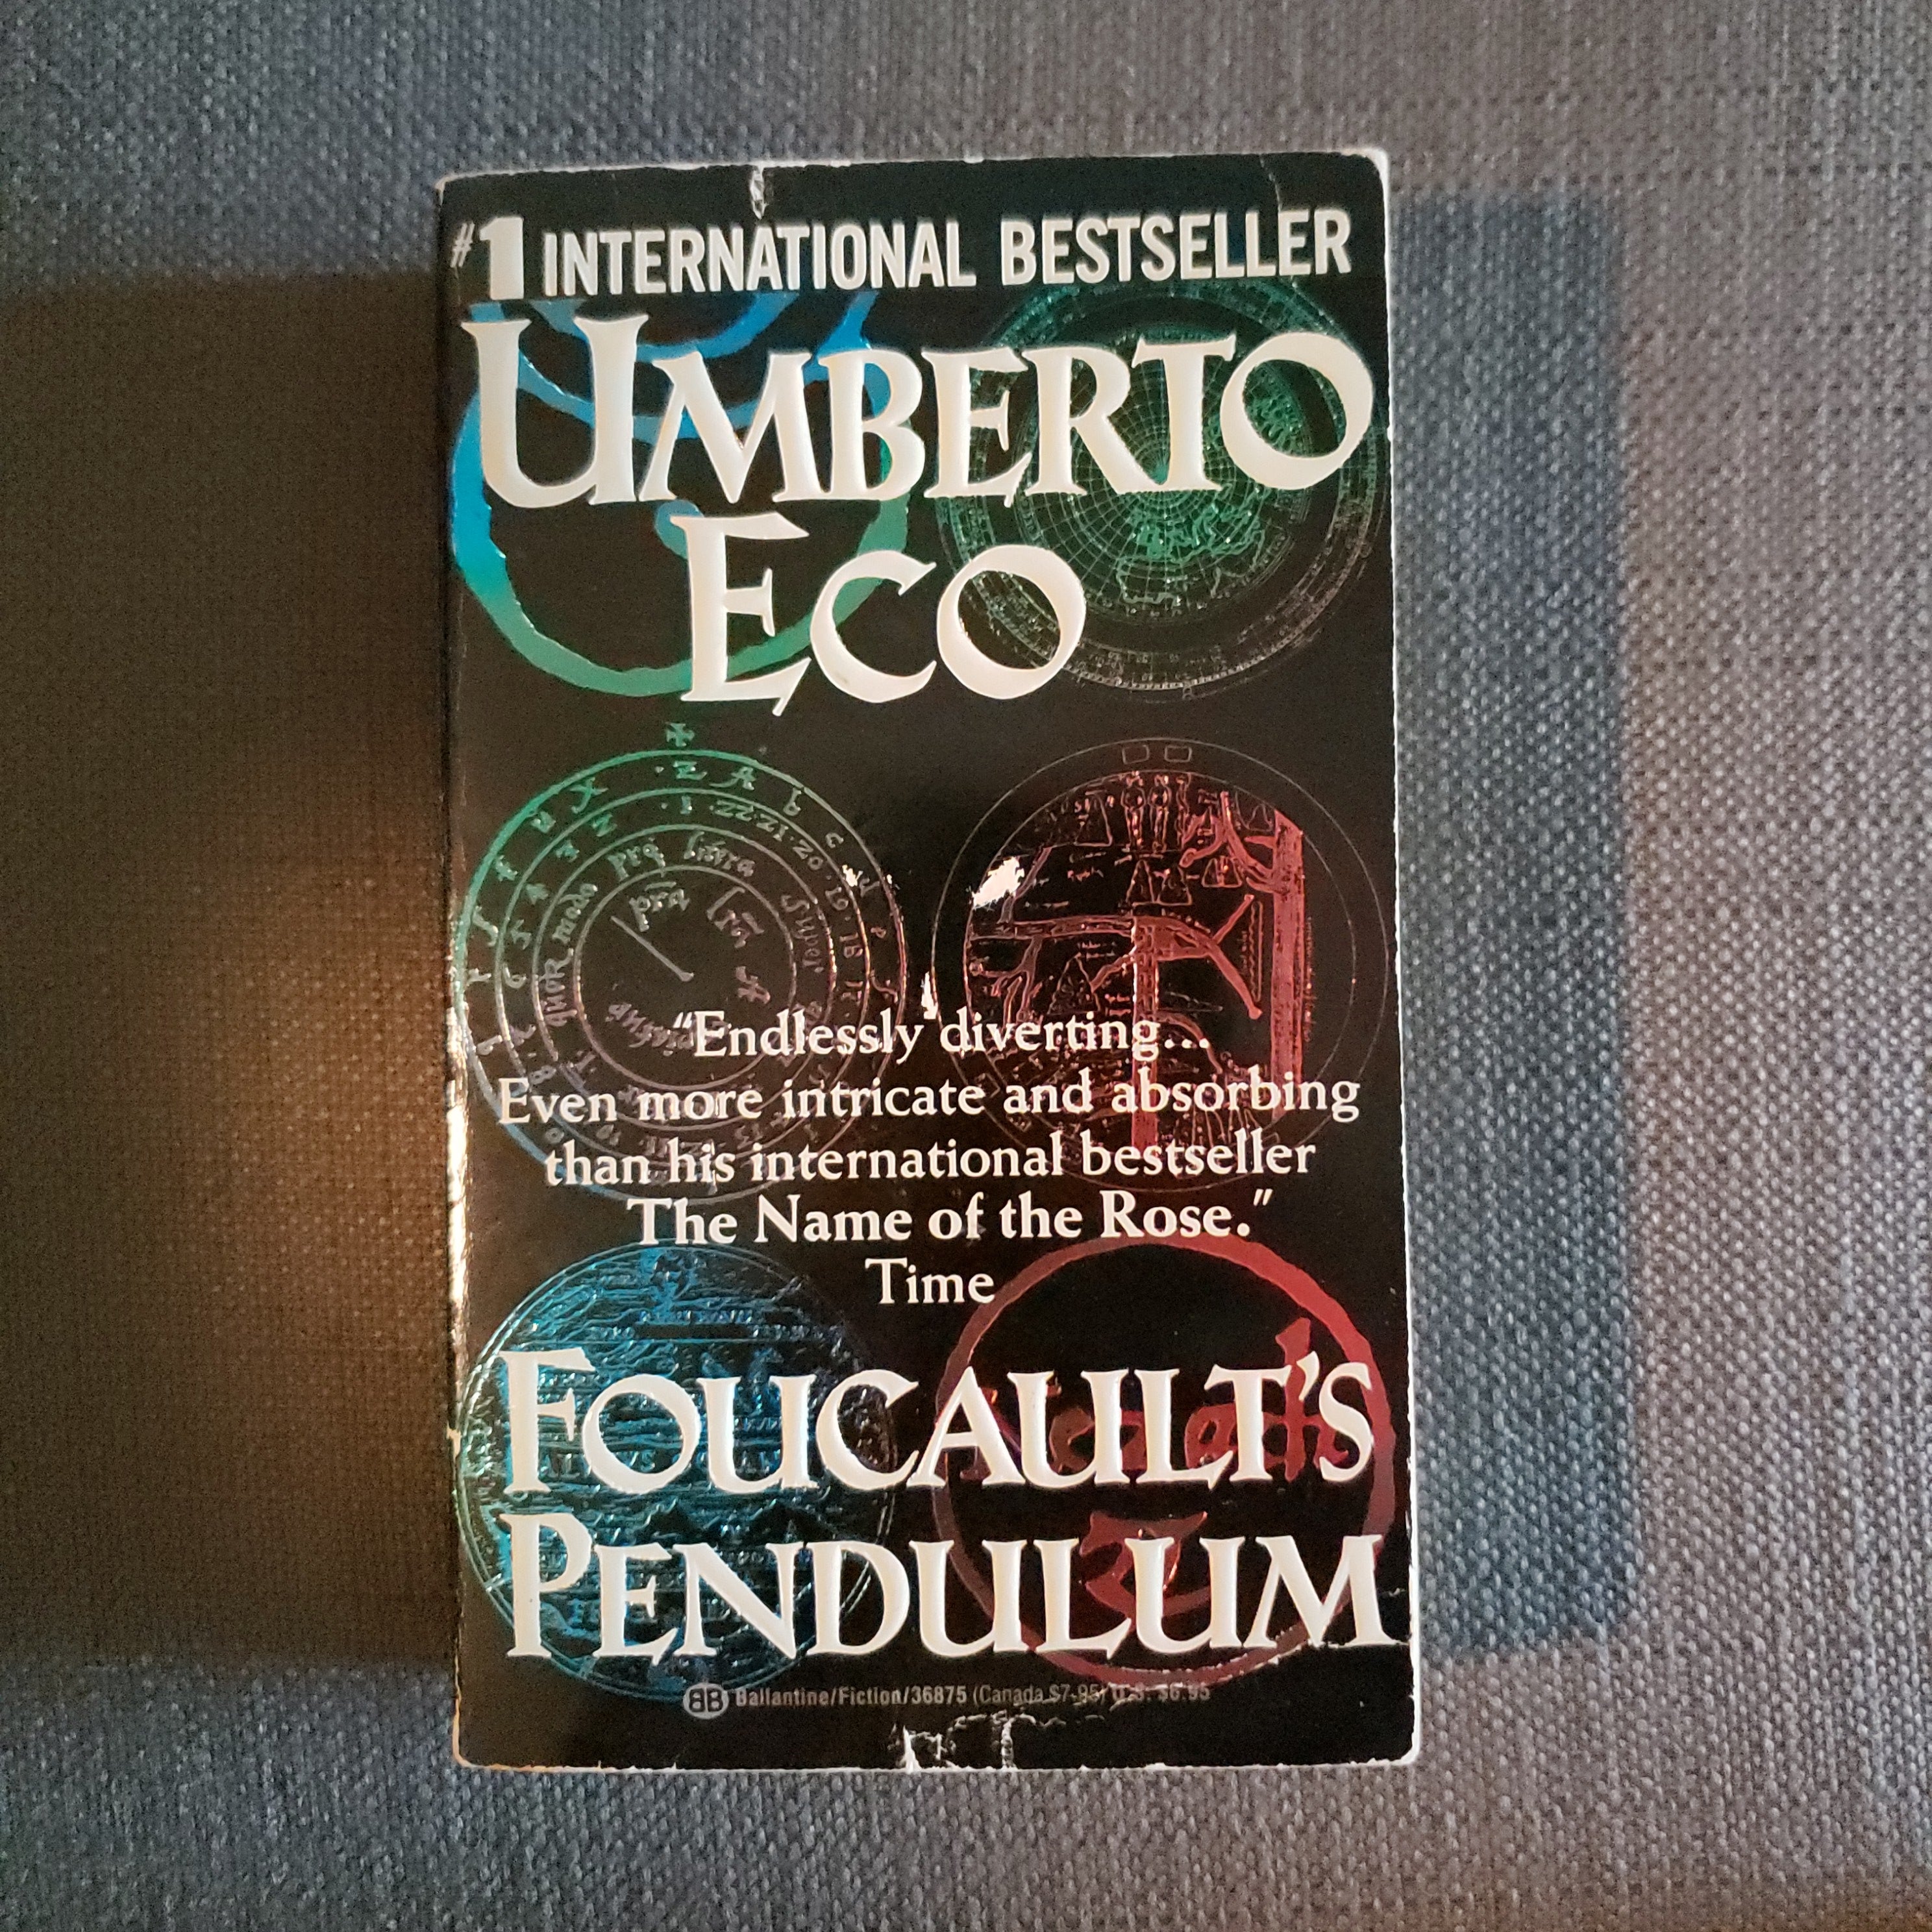 #1 INTERNATIONAL BESTSELLER
UMBERTO
ECO
"Endlessly diverting...
Even more intricate and absorbing
than his international bestseller
The Name of the Rose."
Time
FOUCAULT'S
PENDULUM
BB Ballantine/Fiction/36875 (Canada $7.95) U.S. $6.95